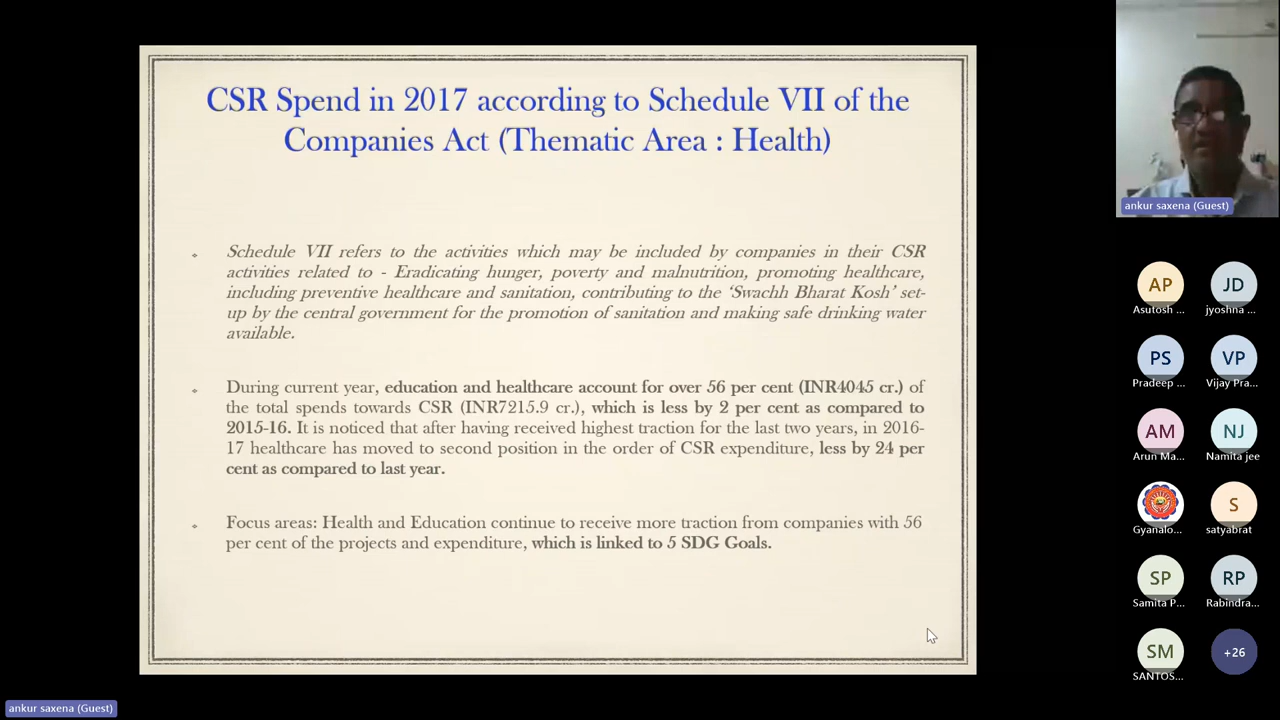 CSR Spend in 2017 according to Schedule VII of the
Companies Act (Thematic Area : Health)
Schedule VII refers to the activities which may be included by companies in their CSR
activities related to - Eradicating hunger, poverty and malnutrition, promoting healthcare,
including preventive healthcare and sanitation, contributing to the ‘Swachh Bharat Kosh’ set-
up by the central government for the promotion of sanitation and making safe drinking water
available.
During current year, education and healthcare account for over 56 per cent (INR4045 cr.) of
the total spends towards CSR (INR7215.9 cr.), which is less by 2 per cent as compared to
2015-16. It is noticed that after having received highest traction for the last two years, in 2016-
17 healthcare has moved to second position in the order of CSR expenditure, less by 24 per
cent as compared to last year.
Focus areas: Health and Education continue to receive more traction from companies with 56
per cent of the projects and expenditure, which is linked to 5 SDG Goals.
ankur saxena (Guest)
AP JD
Asutosh ... jyoshna ...
PS VP
Pradeep ... Vijay Pra...
AM NJ
Arun Ma... Namita jee
S
Gyanalo... satyabrat
SP RP
Samita P... Rabindra...
SM +26
SANTOS...
ankur saxena (Guest)